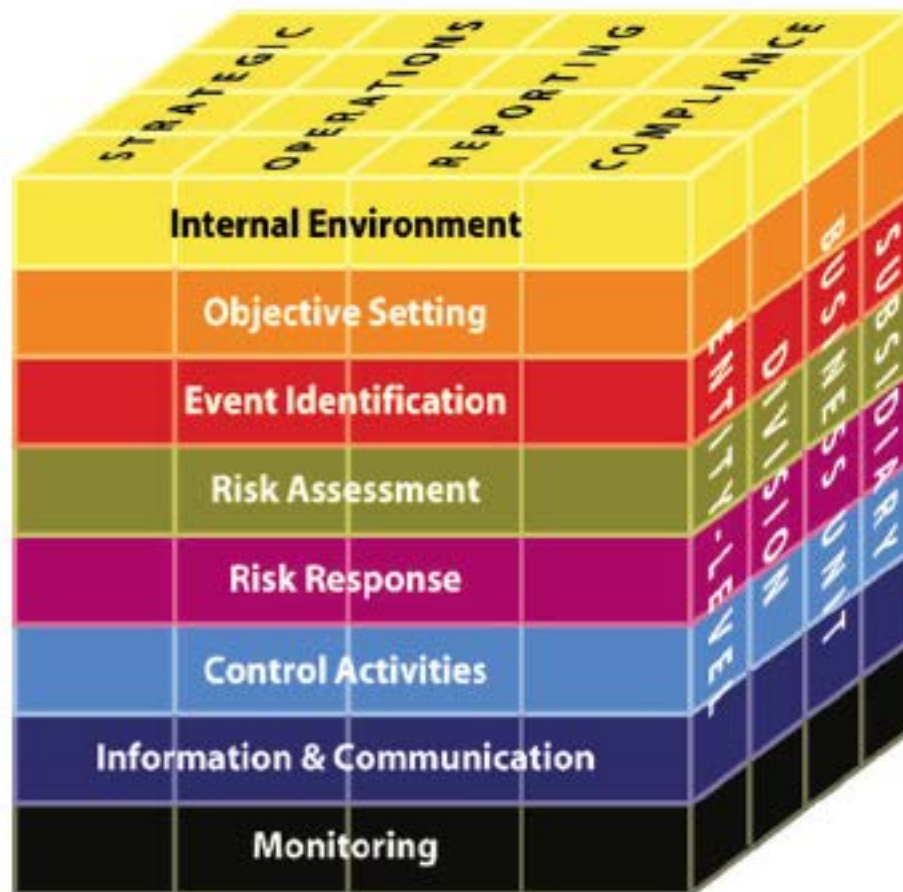 STRATEGIC
OPERATIONS
REPORTING
COMPLIANCE
Internal Environment
Objective Setting
Event Identification
Risk Assessment
Risk Response
Control Activities
Information & Communication
Monitoring
ENTITY-LEVEL
DIVISION
BUSINESS UNIT
SUBSIDIARY